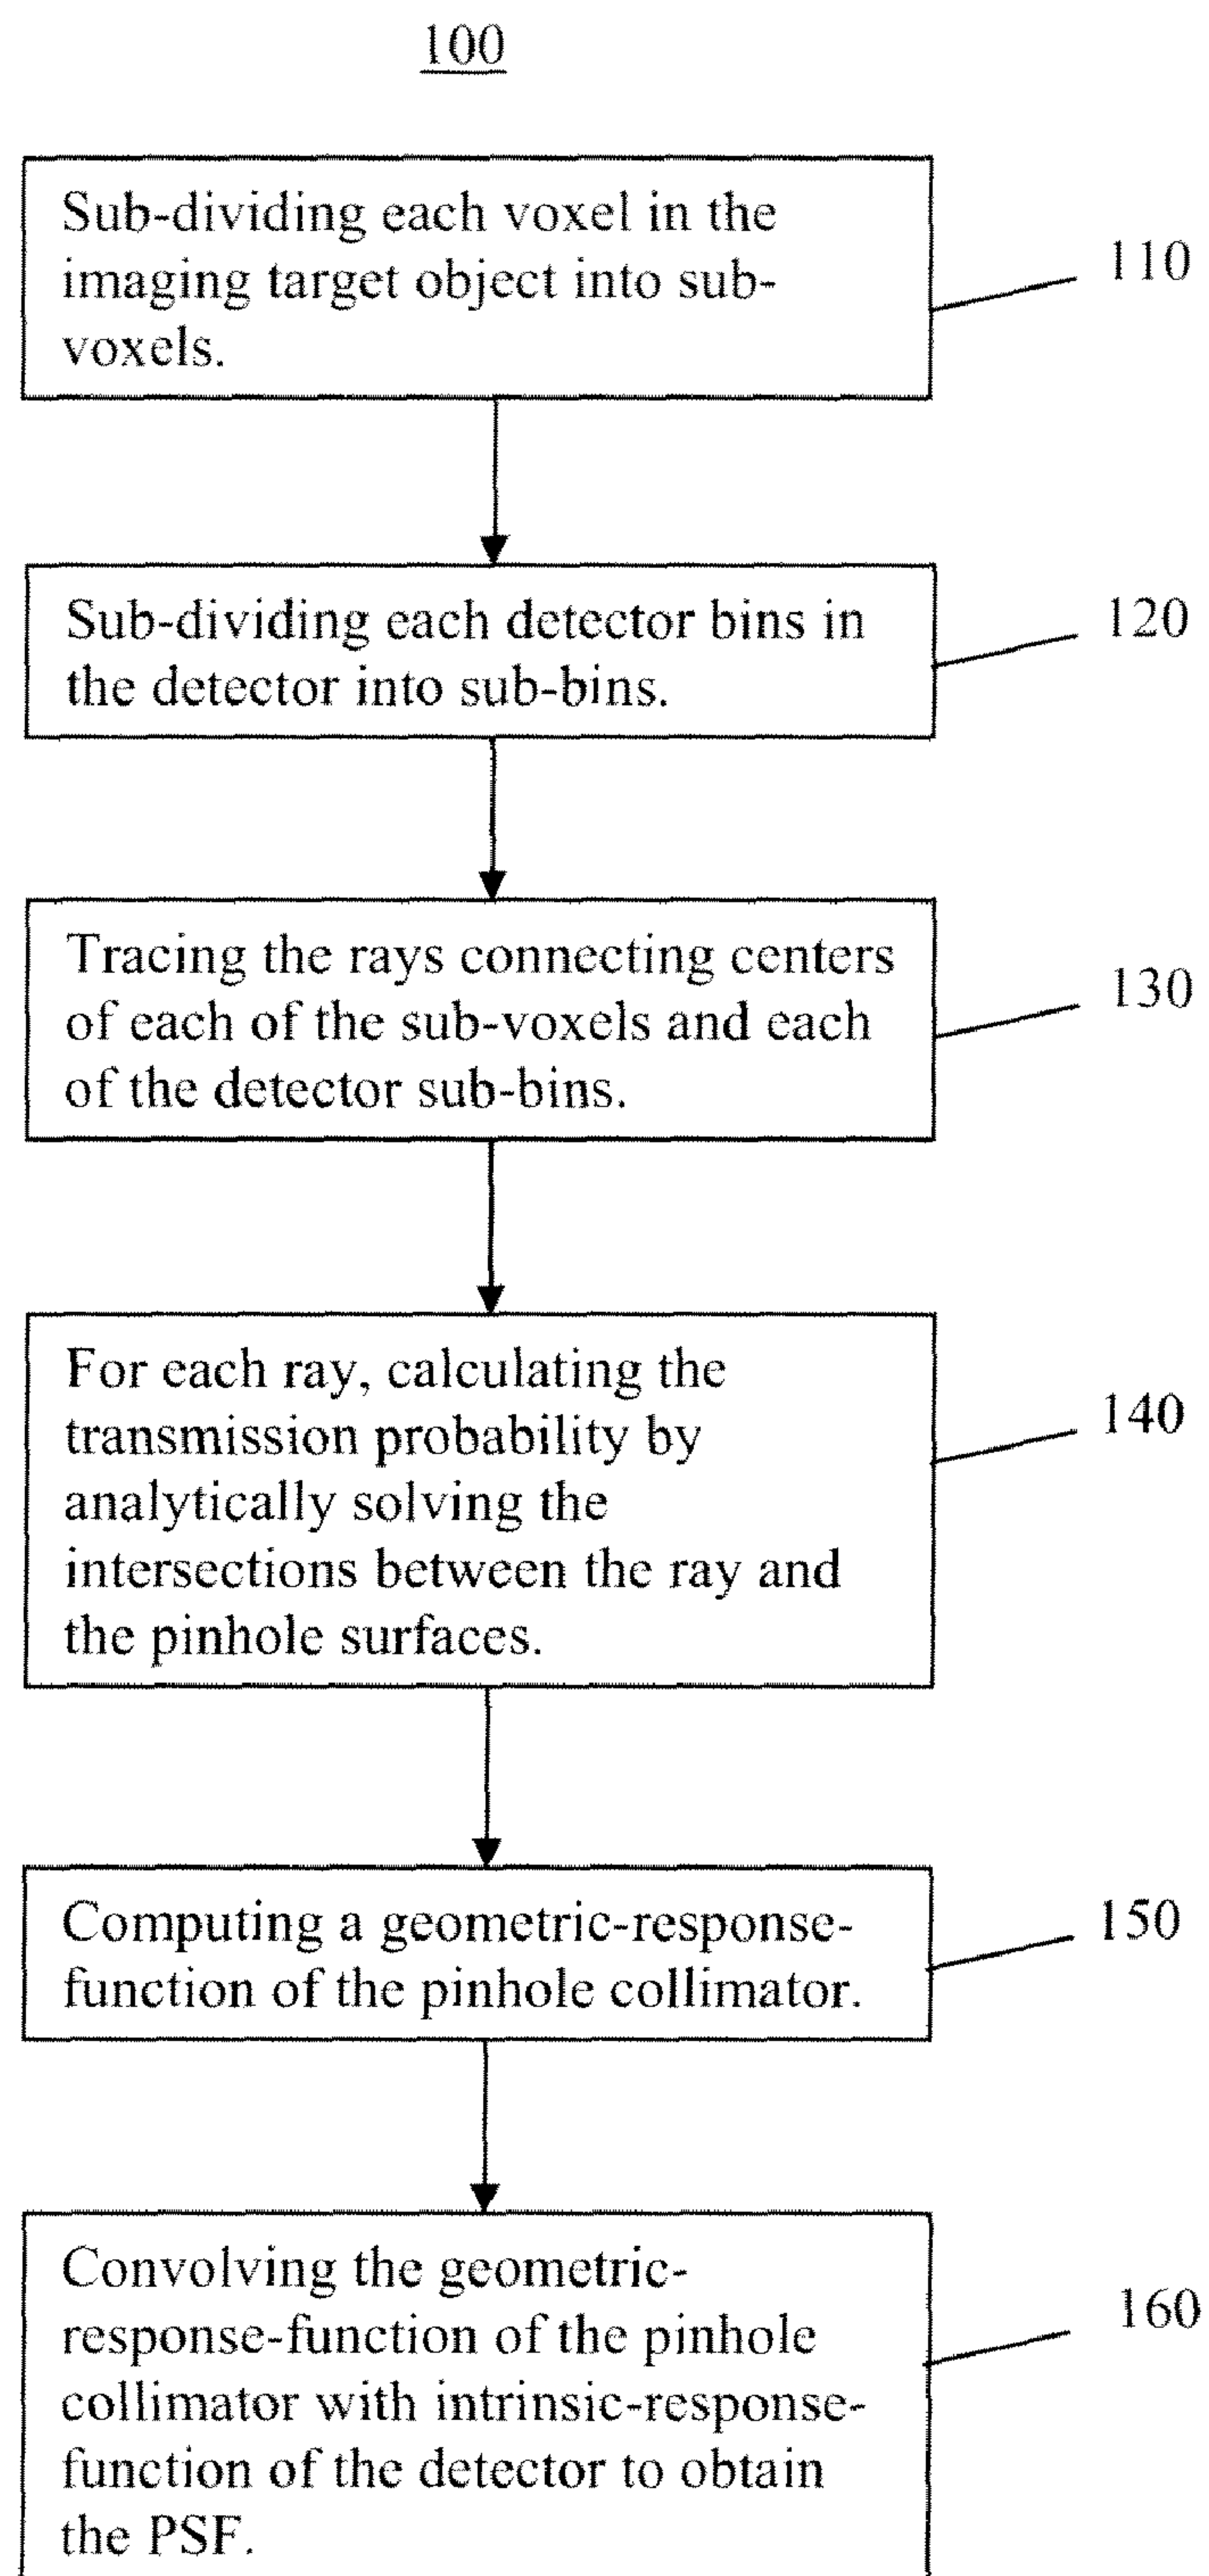 100
Sub-dividing each voxel in the
imaging target object into sub-
voxels.
110
Sub-dividing each detector bins in
the detector into sub-bins.
120
Tracing the rays connecting centers
of each of the sub-voxels and each
of the detector sub-bins.
130
For each ray, calculating the
transmission probability by
analytically solving the
intersections between the ray and
the pinhole surfaces.
140
Computing a geometric-response-
function of the pinhole collimator.
150
Convolving the geometric-
response-function of the pinhole
collimator with intrinsic-response-
function of the detector to obtain
the PSF.
160